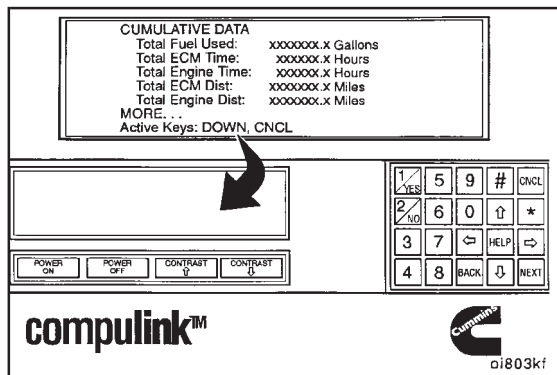 CUMULATIVE DATA
Total Fuel Used: xxxxxxx.x Gallons
Total ECM Time: xxxxxx.x Hours
Total Engine Time: xxxxxxx.x Hours
Total ECM Dist: xxxxxxx.x Miles
Total Engine Dist: xxxxxxx.x Miles
MORE. . .
Active Keys: DOWN, CNCL
1/YES 5 9 # CNCL
2/NO 6 0 ⇧ *
3 7 ⇦ HELP ⇨
4 8 BACK ⇩ NEXT
POWER ON POWER OFF CONTRAST ⇧ CONTRAST ⇩
compulink™
Cummins
oi803kf